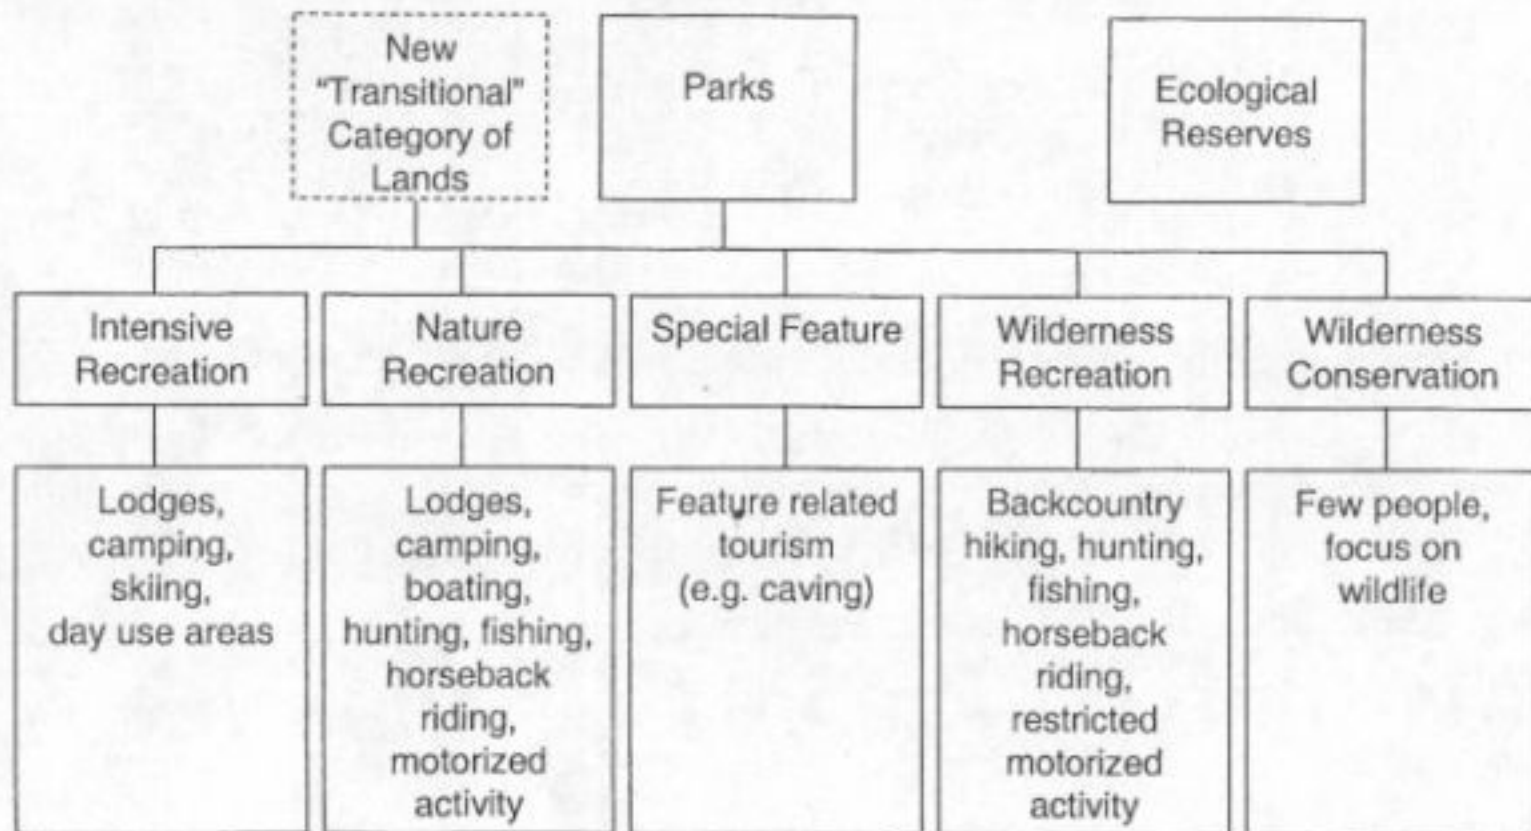 New
"Transitional"
Category of
Lands
Parks
Ecological
Reserves
Intensive
Recreation
Nature
Recreation
Special Feature
Wilderness
Recreation
Wilderness
Conservation
Lodges,
camping,
skiing,
day use areas
Lodges,
camping,
boating,
hunting, fishing,
horseback
riding,
motorized
activity
Feature related
tourism
(e.g. caving)
Backcountry
hiking, hunting,
fishing,
horseback
riding,
restricted
motorized
activity
Few people,
focus on
wildlife